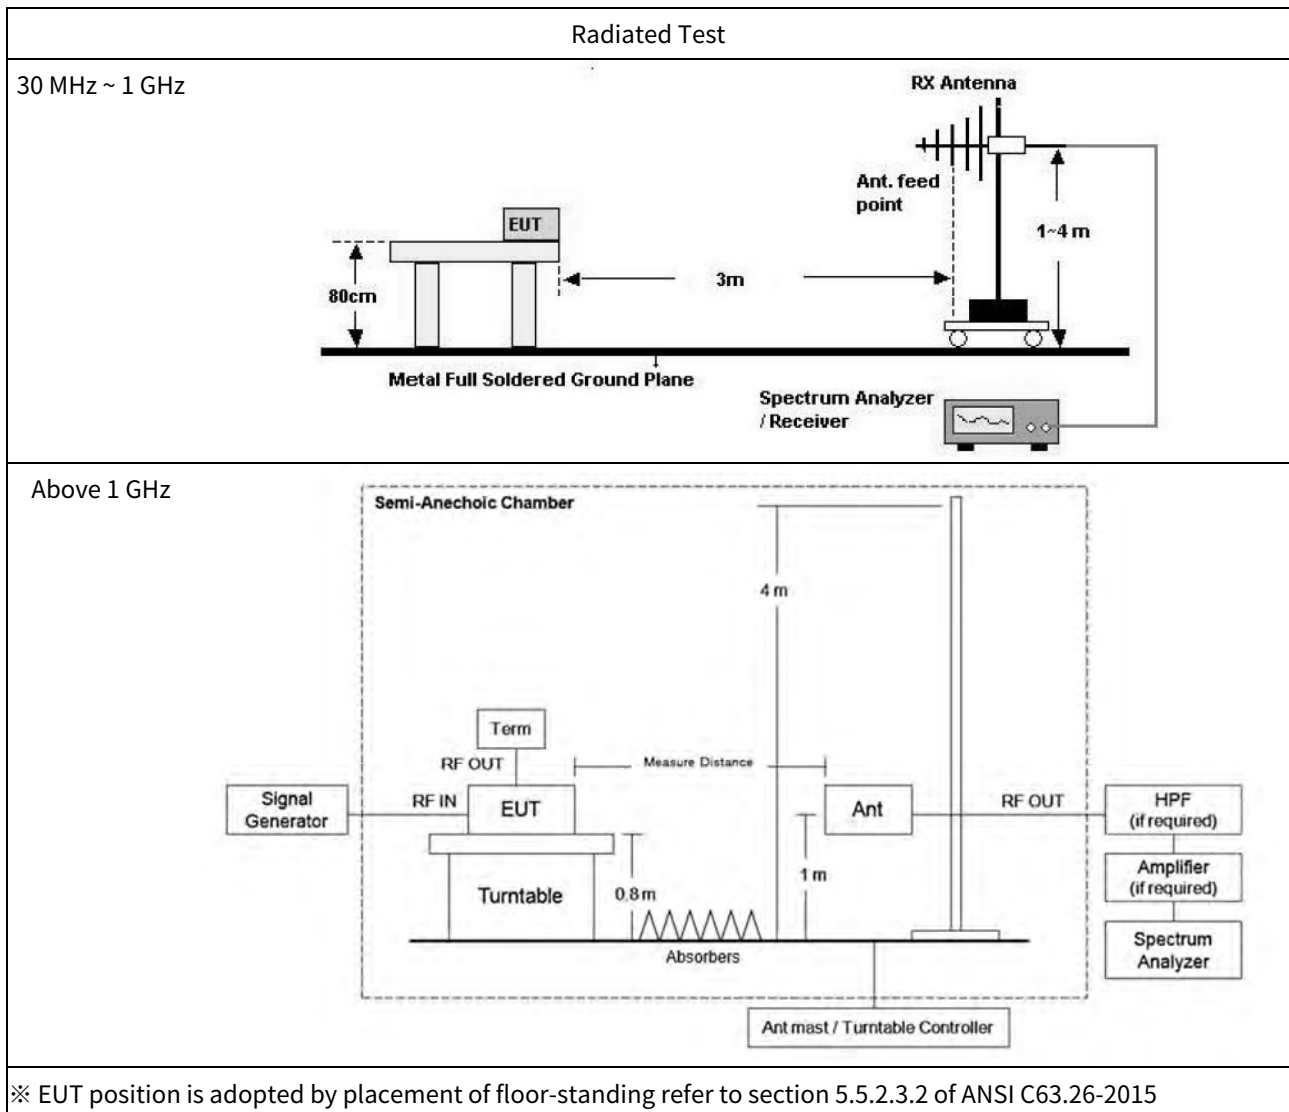 Radiated Test
30 MHz ~ 1 GHz
RX Antenna
Ant. feed
point
EUT
1~4 m
3m
80cm
Metal Full Soldered Ground Plane
Spectrum Analyzer
/ Receiver
Above 1 GHz
Semi-Anechoic Chamber
4 m
Term
RF OUT
Measure Distance
Signal
Generator
RF IN
EUT
Ant
RF OUT
HPF
(if required)
Amplifier
(if required)
1 m
0.8 m
Turntable
Spectrum
Analyzer
Absorbers
Ant mast / Turntable Controller
※ EUT position is adopted by placement of floor-standing refer to section 5.5.2.3.2 of ANSI C63.26-2015